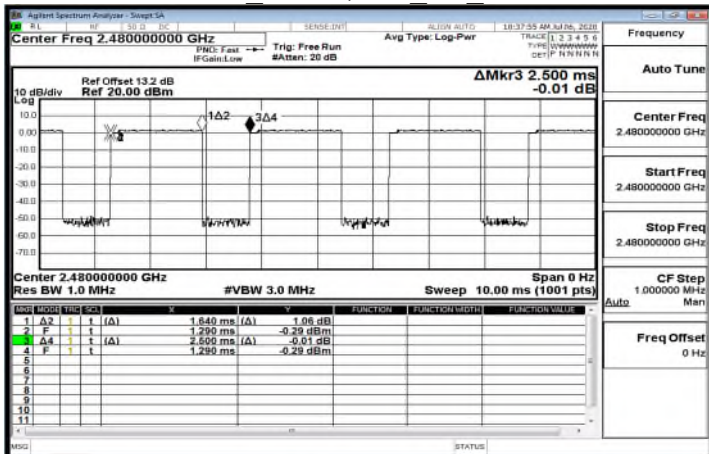 Agilent Spectrum Analyzer - Swept SA
RL RF 50 Ω DC SENSE:INT ALIGN AUTO 10:37:55 AM Jul 06, 2020
Center Freq 2.480000000 GHz
PNO: Fast
IFGain:Low
Trig: Free Run
#Atten: 20 dB
Avg Type: Log-Pwr
TRACE 1 2 3 4 5 6
TYPE WWWWWW
DET P N N N N N
Ref Offset 13.2 dB
Ref 20.00 dBm
10 dB/div
Log
ΔMkr3 2.500 ms
-0.01 dB
10.0
0.00
-10.0
-20.0
-30.0
-40.0
-50.0
-60.0
-70.0
1Δ2
3Δ4
Center 2.480000000 GHz Span 0 Hz
Res BW 1.0 MHz #VBW 3.0 MHz Sweep 10.00 ms (1001 pts)
MKR MODE TRC SCL X Y FUNCTION FUNCTION WIDTH FUNCTION VALUE
1 Δ2 1 t (Δ) 1.640 ms (Δ) 1.06 dB
2 F 1 t 1.290 ms -0.29 dBm
3 Δ4 1 t (Δ) 2.500 ms (Δ) -0.01 dB
4 F 1 t 1.290 ms -0.29 dBm
5
6
7
8
9
10
11
MSG STATUS
Frequency
Auto Tune
Center Freq
2.480000000 GHz
Start Freq
2.480000000 GHz
Stop Freq
2.480000000 GHz
CF Step
1.000000 MHz
Auto Man
Freq Offset
0 Hz